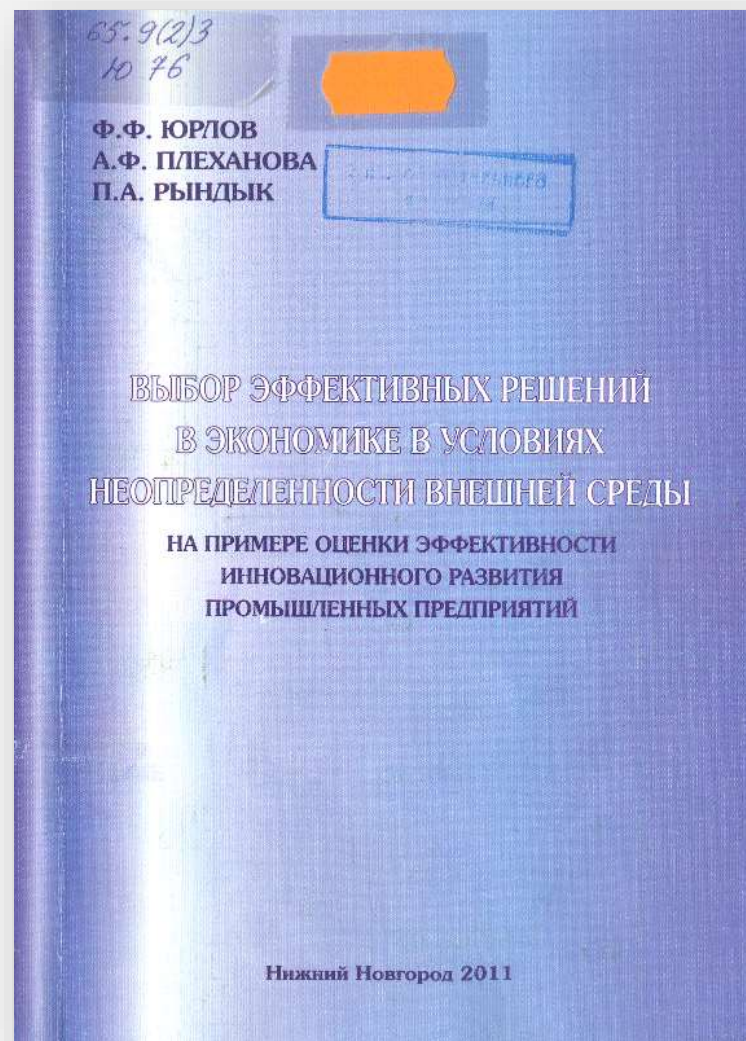 65.9(2)3
Ю 76
Ф.Ф. ЮРЛОВ
А.Ф. ПЛЕХАНОВА
П.А. РЫНДЫК
ВЫБОР ЭФФЕКТИВНЫХ РЕШЕНИЙ
В ЭКОНОМИКЕ В УСЛОВИЯХ
НЕОПРЕДЕЛЕННОСТИ ВНЕШНЕЙ СРЕДЫ
НА ПРИМЕРЕ ОЦЕНКИ ЭФФЕКТИВНОСТИ
ИННОВАЦИОННОГО РАЗВИТИЯ
ПРОМЫШЛЕННЫХ ПРЕДПРИЯТИЙ
Нижний Новгород 2011